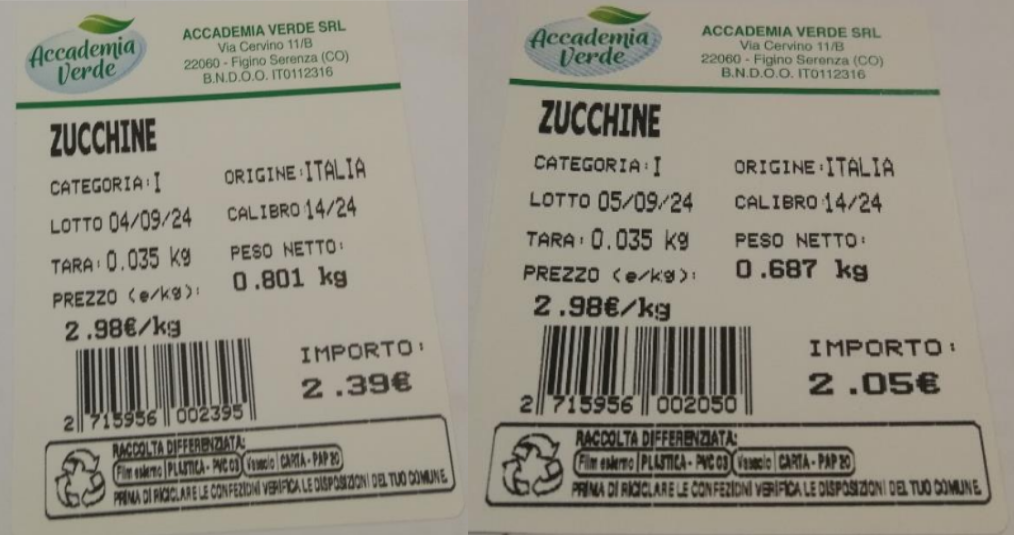 Accademia
Verde
ACCADEMIA VERDE SRL
Via Cervino 11/B
22060 - Figino Serenza (CO)
B.N.D.O.O. IT0112316
ZUCCHINE
CATEGORIA: I
ORIGINE: ITALIA
LOTTO 04/09/24
CALIBRO 14/24
TARA: 0.035 kg
PESO NETTO:
0.801 kg
PREZZO (e/kg):
2.98€/kg
IMPORTO:
2.39€
2 715956 002395
RACCOLTA DIFFERENZIATA:
Film esterno PLASTICA - PVC 03 Vassoio CARTA - PAP 20
PRIMA DI RICICLARE LE CONFEZIONI VERIFICA LE DISPOSIZIONI DEL TUO COMUNE
Accademia
Verde
ACCADEMIA VERDE SRL
Via Cervino 11/B
22060 - Figino Serenza (CO)
B.N.D.O.O. IT0112316
ZUCCHINE
CATEGORIA: I
ORIGINE: ITALIA
LOTTO 05/09/24
CALIBRO 14/24
TARA: 0.035 kg
PESO NETTO:
0.687 kg
PREZZO (e/kg):
2.98€/kg
IMPORTO:
2.05€
2 715956 002050
RACCOLTA DIFFERENZIATA:
Film esterno PLASTICA - PVC 03 Vassoio CARTA - PAP 20
PRIMA DI RICICLARE LE CONFEZIONI VERIFICA LE DISPOSIZIONI DEL TUO COMUNE.